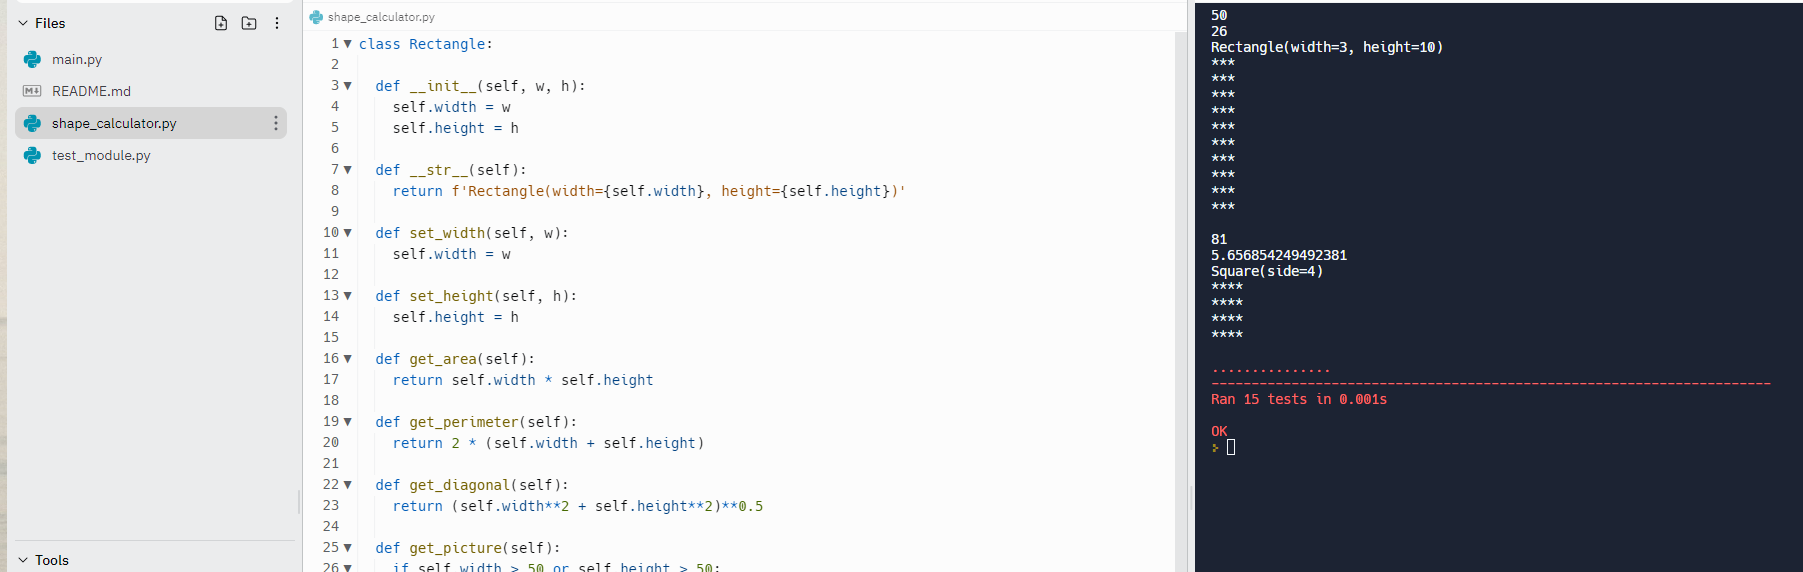 Files
main.py
README.md
shape_calculator.py
test_module.py
Tools
shape_calculator.py
1 class Rectangle:
2
3 def __init__(self, w, h):
4 self.width = w
5 self.height = h
6
7 def __str__(self):
8 return f'Rectangle(width={self.width}, height={self.height})'
9
10 def set_width(self, w):
11 self.width = w
12
13 def set_height(self, h):
14 self.height = h
15
16 def get_area(self):
17 return self.width * self.height
18
19 def get_perimeter(self):
20 return 2 * (self.width + self.height)
21
22 def get_diagonal(self):
23 return (self.width**2 + self.height**2)**0.5
24
25 def get_picture(self):
26 if self.width > 50 or self.height > 50:
50
26
Rectangle(width=3, height=10)
***
***
***
***
***
***
***
***
***
***
81
5.656854249492381
Square(side=4)
****
****
****
****
...............
----------------------------------------------------------------------
Ran 15 tests in 0.001s
OK